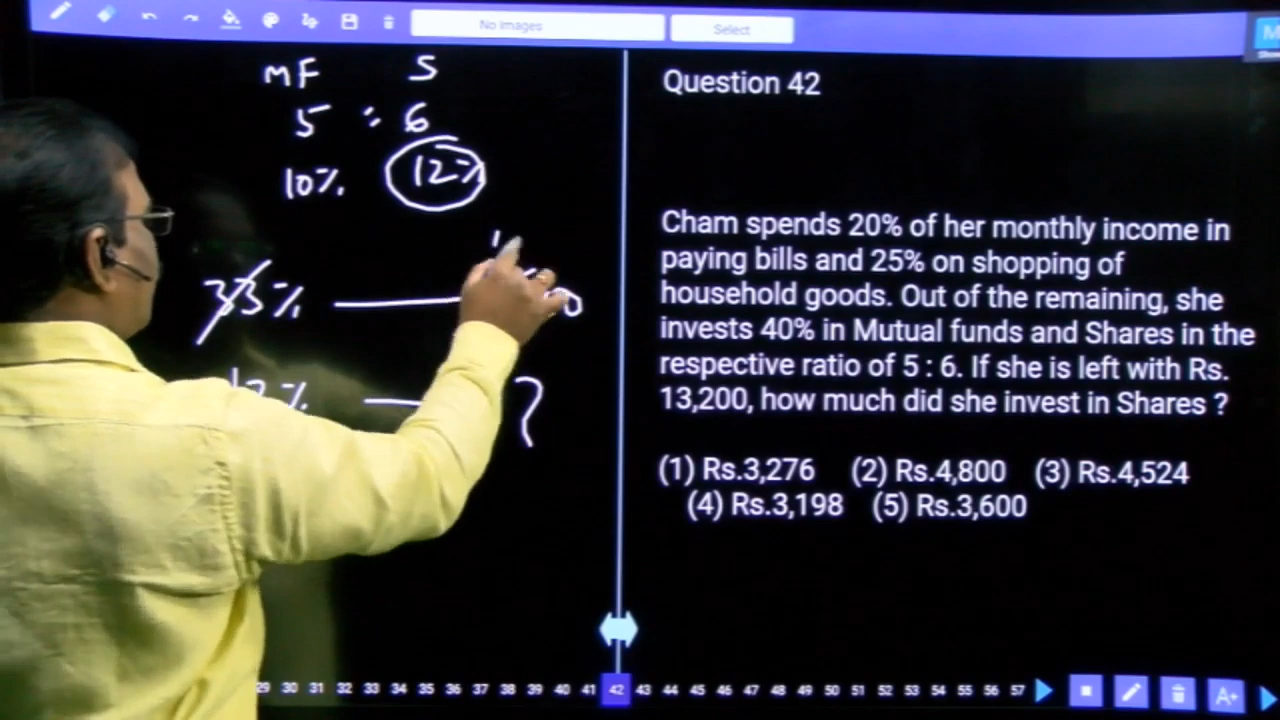 No Images
Select
MF S
5 : 6
10% 12%
33%
?
Question 42
Cham spends 20% of her monthly income in
paying bills and 25% on shopping of
household goods. Out of the remaining, she
invests 40% in Mutual funds and Shares in the
respective ratio of 5 : 6. If she is left with Rs.
13,200, how much did she invest in Shares ?
(1) Rs.3,276 (2) Rs.4,800 (3) Rs.4,524
(4) Rs.3,198 (5) Rs.3,600
29 30 31 32 33 34 35 36 37 38 39 40 41 42 43 44 45 46 47 48 49 50 51 52 53 54 55 56 57
A+